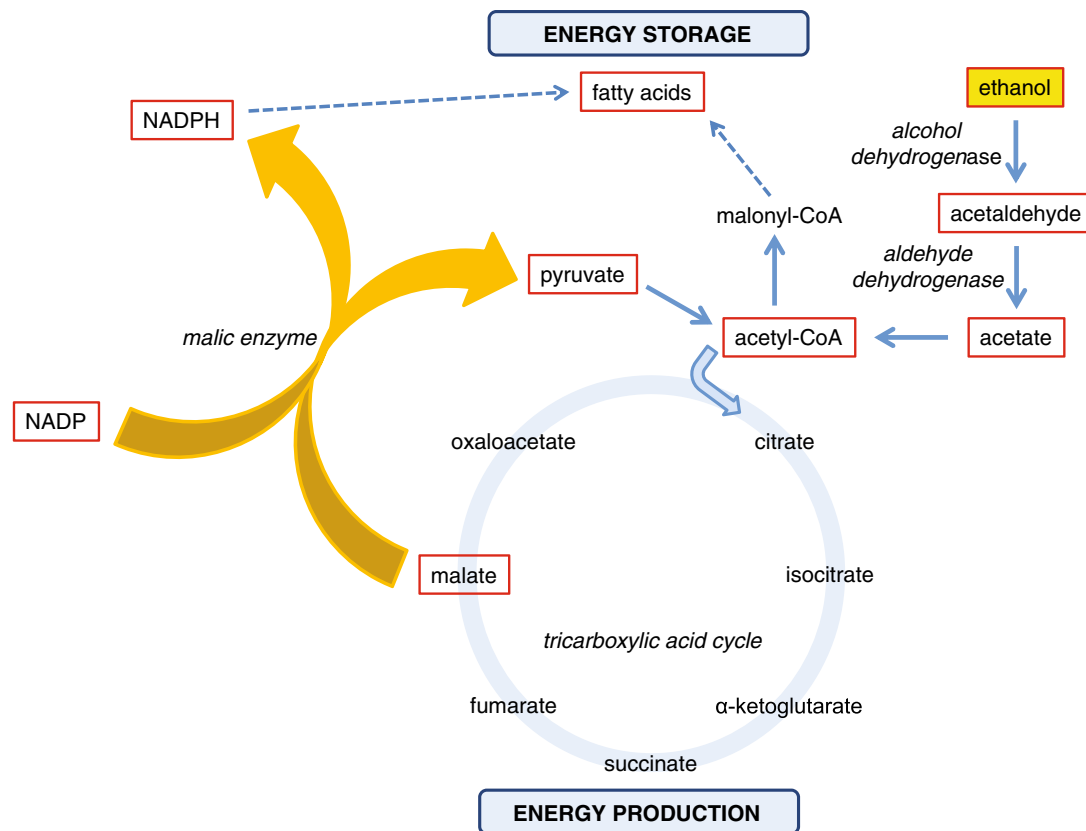 ENERGY STORAGE
fatty acids
ethanol
NADPH
alcohol
dehydrogenase
malonyl-CoA
acetaldehyde
aldehyde
dehydrogenase
pyruvate
malic enzyme
acetyl-CoA
acetate
NADP
oxaloacetate
citrate
malate
isocitrate
tricarboxylic acid cycle
fumarate
α-ketoglutarate
succinate
ENERGY PRODUCTION